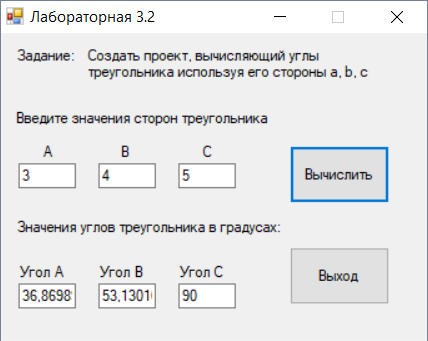 Лабораторная 3.2
Задание: Создать проект, вычисляющий углы
треугольника используя его стороны a, b, c
Введите значения сторон треугольника
A B C
3 4 5
Вычислить
Значения углов треугольника в градусах:
Угол A Угол B Угол C
36,8698 53,1301 90
Выход